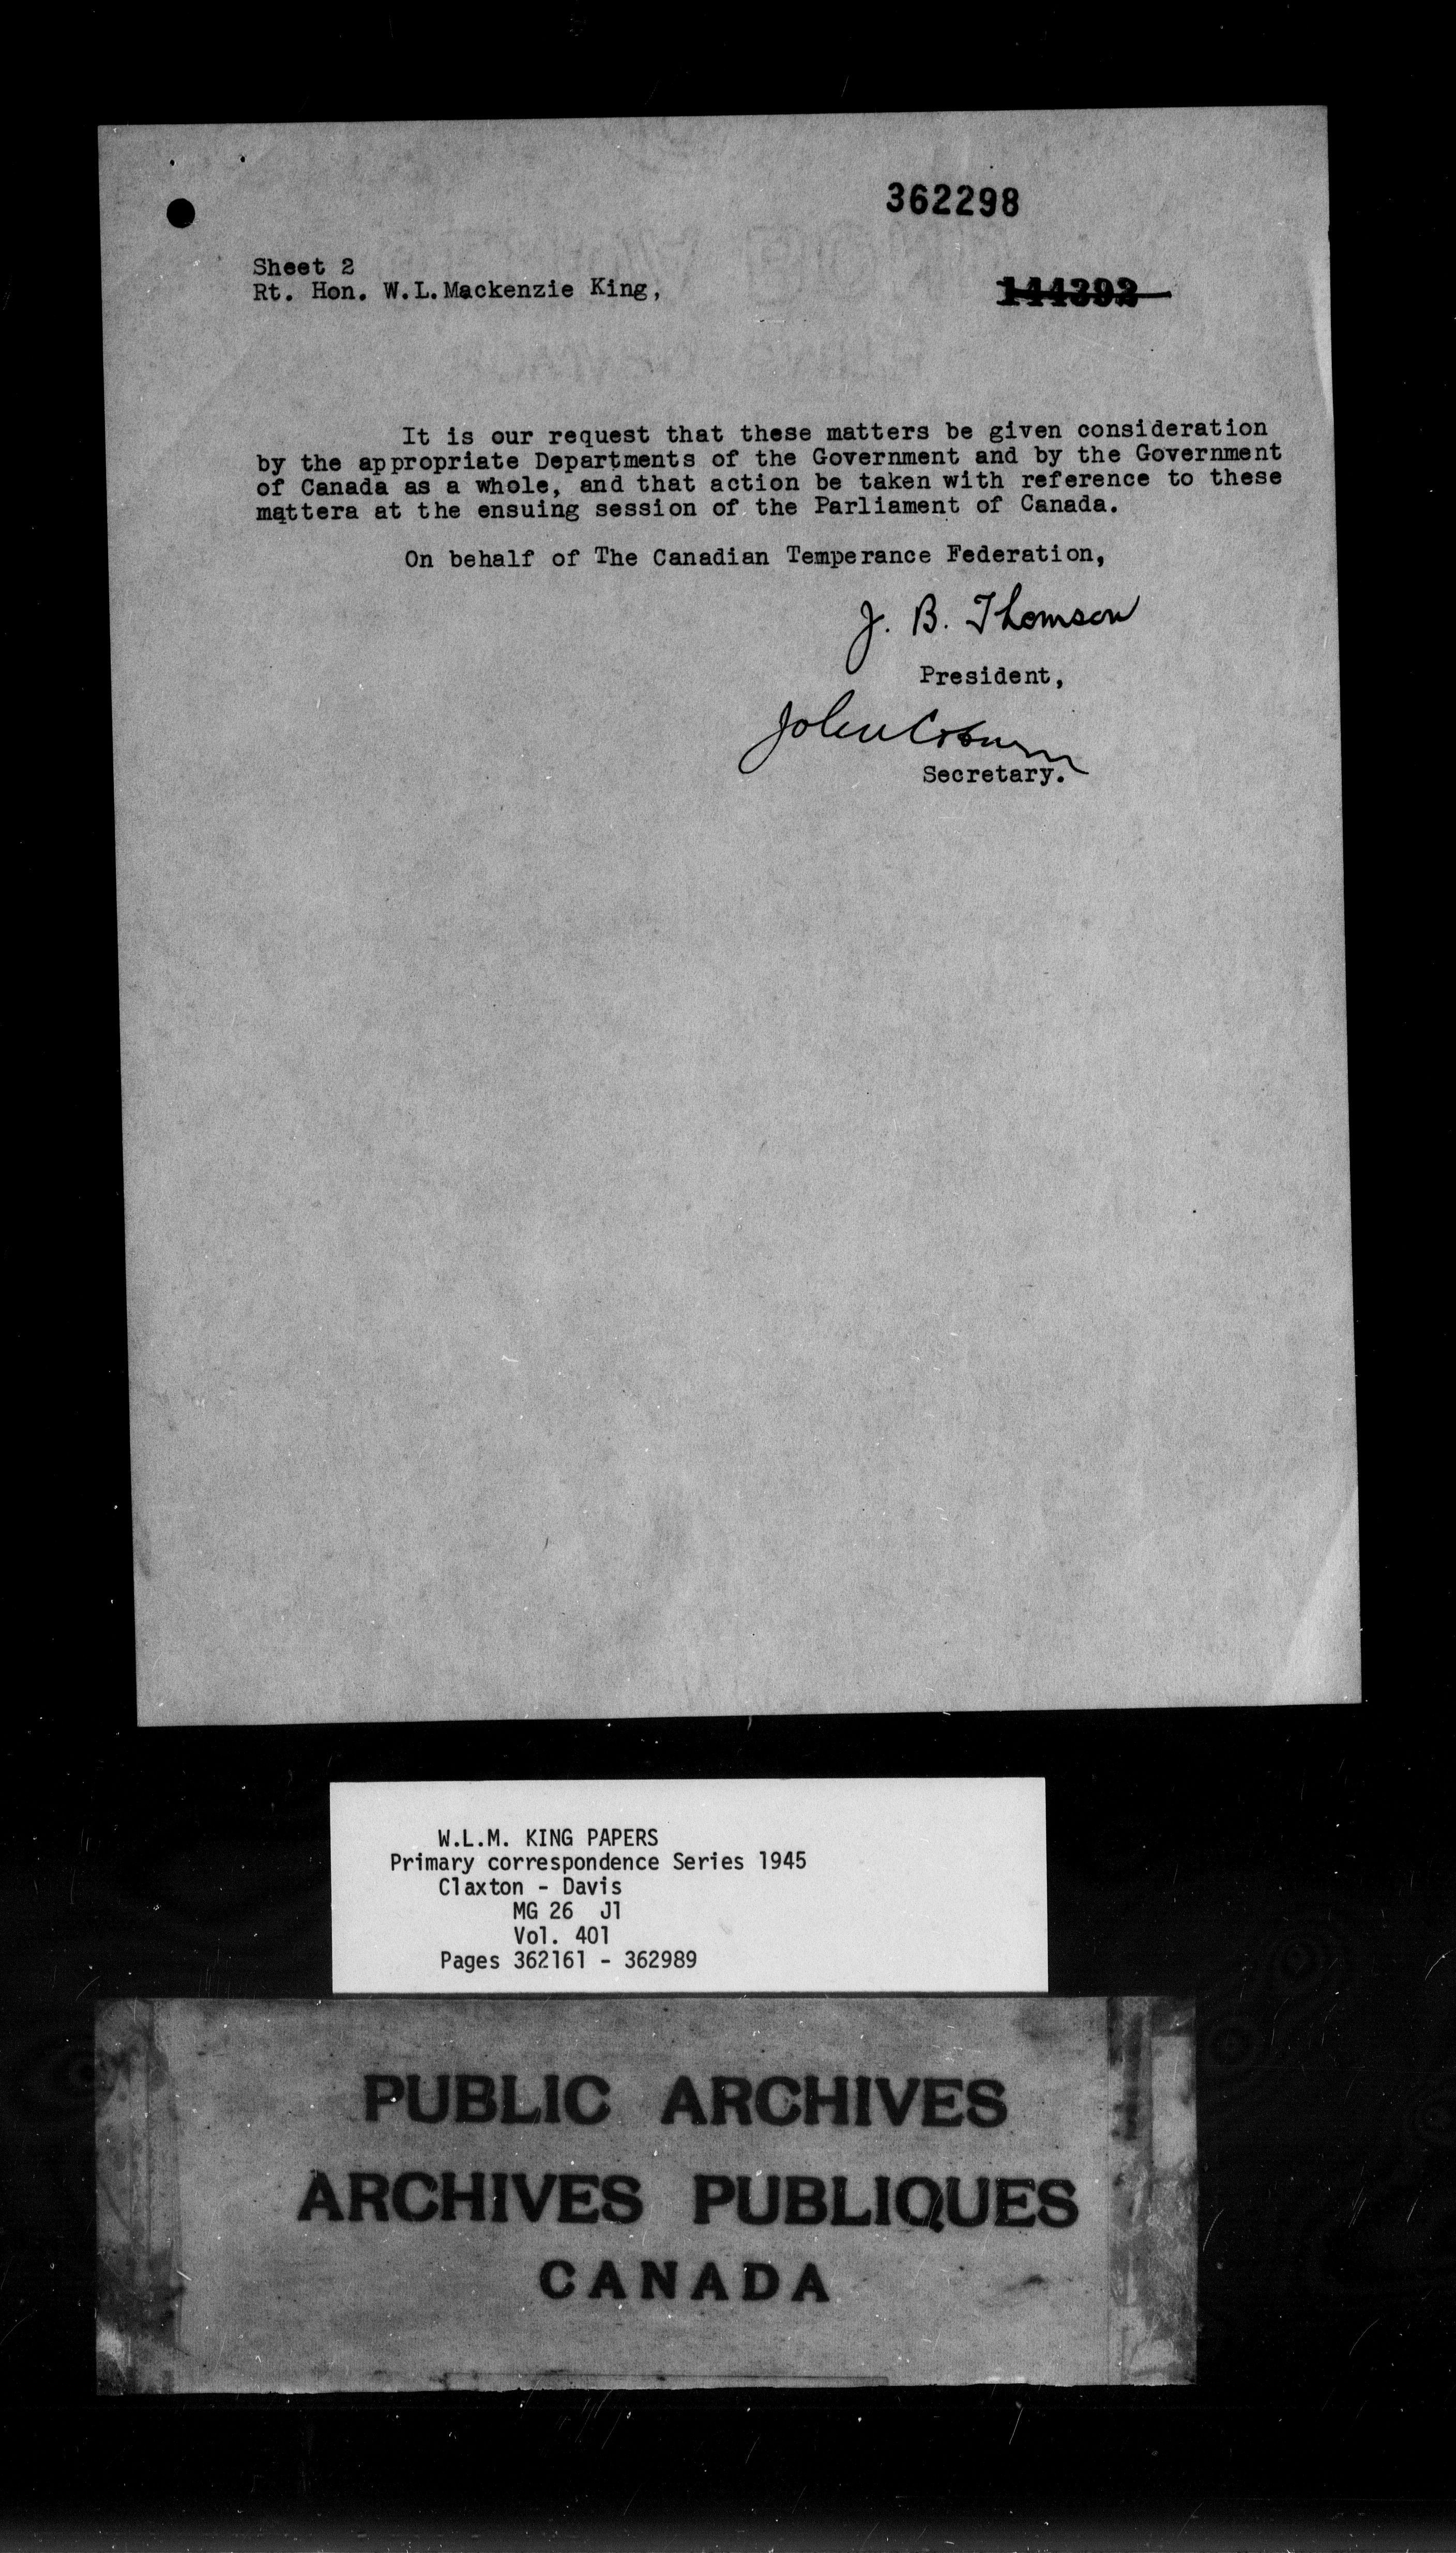 362298
Sheet 2
Rt. Hon. W.L.Mackenzie King,
144393
It is our request that these matters be given consideration
by the appropriate Departments of the Government and by the Government
of Canada as a whole, and that action be taken with reference to these
mattera at the ensuing session of the Parliament of Canada.
On behalf of The Canadian Temperance Federation,
J. B. Thomson
President,
John Coburn
Secretary.
W.L.M. KING PAPERS
Primary correspondence Series 1945
Claxton - Davis
MG 26 J1
Vol. 401
Pages 362161 - 362989
PUBLIC ARCHIVES
ARCHIVES PUBLIQUES
CANADA